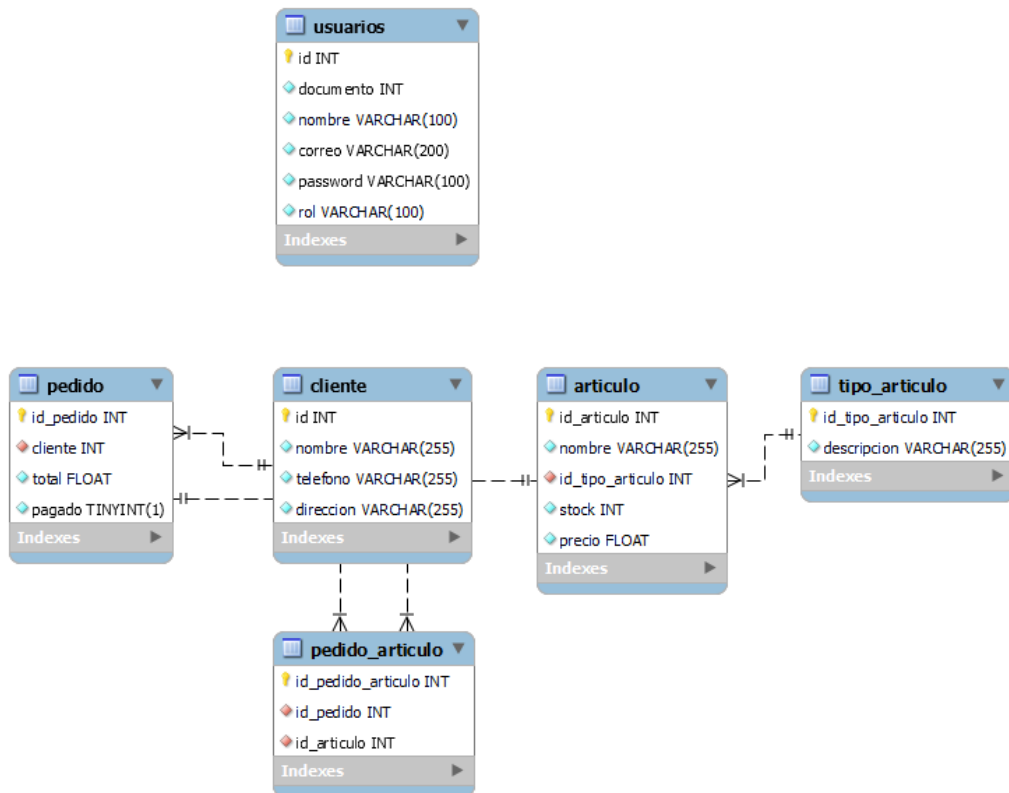 usuarios
id INT
documento INT
nombre VARCHAR(100)
correo VARCHAR(200)
password VARCHAR(100)
rol VARCHAR(100)
Indexes
pedido
id_pedido INT
cliente INT
total FLOAT
pagado TINYINT(1)
Indexes
cliente
id INT
nombre VARCHAR(255)
telefono VARCHAR(255)
direccion VARCHAR(255)
Indexes
articulo
id_articulo INT
nombre VARCHAR(255)
id_tipo_articulo INT
stock INT
precio FLOAT
Indexes
tipo_articulo
id_tipo_articulo INT
descripcion VARCHAR(255)
Indexes
pedido_articulo
id_pedido_articulo INT
id_pedido INT
id_articulo INT
Indexes